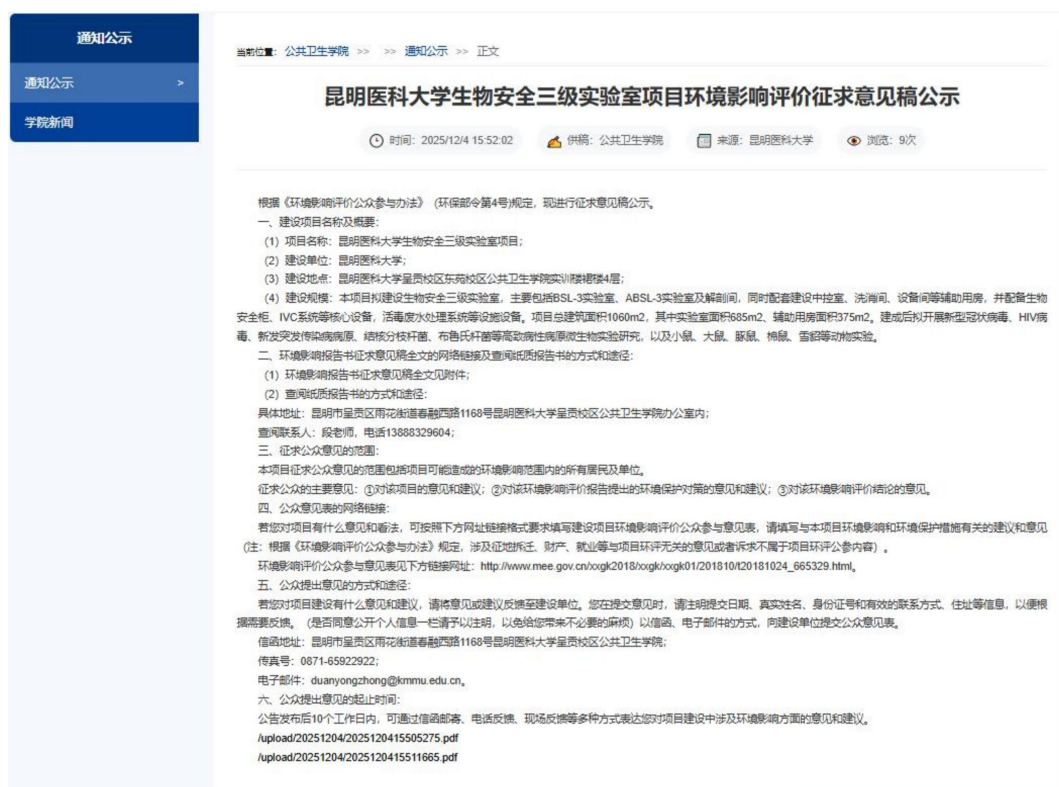 通知公示
通知公示 >
学院新闻
当前位置: 公共卫生学院 >> >> 通知公示 >> 正文
昆明医科大学生物安全三级实验室项目环境影响评价征求意见稿公示
时间: 2025/12/4 15:52:02 供稿: 公共卫生学院 来源: 昆明医科大学 浏览: 9次
根据《环境影响评价公众参与办法》（环保部令第4号)规定，现进行征求意见稿公示。
一、建设项目名称及概要:
(1) 项目名称: 昆明医科大学生物安全三级实验室项目;
(2) 建设单位: 昆明医科大学;
(3) 建设地点: 昆明医科大学呈贡校区东苑校区公共卫生学院实训楼裙楼4层;
(4) 建设规模: 本项目拟建设生物安全三级实验室，主要包括BSL-3实验室、ABSL-3实验室及解剖间，同时配套建设中控室、洗消间、设备间等辅助用房，并配备生物
安全柜、IVC系统等核心设备，活毒废水处理系统等设施设备。项目总建筑面积1060m2，其中实验室面积685m2、辅助用房面积375m2。建成后拟开展新型冠状病毒、HIV病
毒、新发突发传染病病原、结核分枝杆菌、布鲁氏杆菌等高致病性病原微生物实验研究，以及小鼠、大鼠、豚鼠、棉鼠、雪貂等动物实验。
二、环境影响报告书征求意见稿全文的网络链接及查阅纸质报告书的方式和途径:
(1) 环境影响报告书征求意见稿全文见附件;
(2) 查阅纸质报告书的方式和途径:
具体地址: 昆明市呈贡区雨花街道春融西路1168号昆明医科大学呈贡校区公共卫生学院办公室内;
查阅联系人: 段老师，电话13888329604;
三、征求公众意见的范围:
本项目征求公众意见的范围包括项目可能造成的环境影响范围内的所有居民及单位。
征求公众的主要意见: ①对该项目的意见和建议; ②对该环境影响评价报告提出的环境保护对策的意见和建议; ③对该环境影响评价结论的意见。
四、公众意见表的网络链接:
若您对项目有什么意见和看法，可按照下方网址链接格式要求填写建设项目环境影响评价公众参与意见表，请填写与本项目环境影响和环境保护措施有关的建议和意见
(注: 根据《环境影响评价公众参与办法》规定，涉及征地拆迁、财产、就业等与项目环评无关的意见或者诉求不属于项目环评公参内容) 。
环境影响评价公众参与意见表见下方链接网址: http://www.mee.gov.cn/xxgk2018/xxgk/xxgk01/201810/t20181024_665329.html。
五、公众提出意见的方式和途径:
若您对项目建设有什么意见和建议，请将意见或建议反馈至建设单位。您在提交意见时，请注明提交日期、真实姓名、身份证号和有效的联系方式、住址等信息，以便根
据需要反馈。 (是否同意公开个人信息一栏请予以注明，以免给您带来不必要的麻烦) 以信函、电子邮件的方式，向建设单位提交公众意见表。
信函地址: 昆明市呈贡区雨花街道春融西路1168号昆明医科大学呈贡校区公共卫生学院;
传真号: 0871-65922922;
电子邮件: duanyongzhong@kmmu.edu.cn。
六、公众提出意见的起止时间:
公告发布后10个工作日内，可通过信函邮寄、电话反馈、现场反馈等多种方式表达您对项目建设中涉及环境影响方面的意见和建议。
/upload/20251204/2025120415505275.pdf
/upload/20251204/2025120415511665.pdf